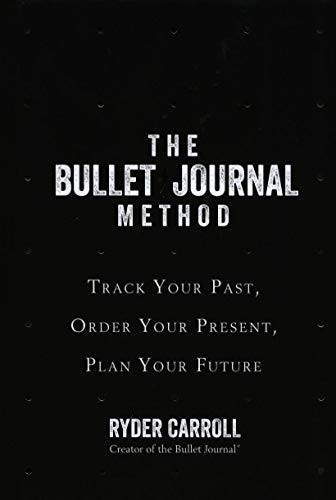 THE
BULLET JOURNAL
METHOD
TRACK YOUR PAST,
ORDER YOUR PRESENT,
PLAN YOUR FUTURE
RYDER CARROLL
Creator of the Bullet Journal®